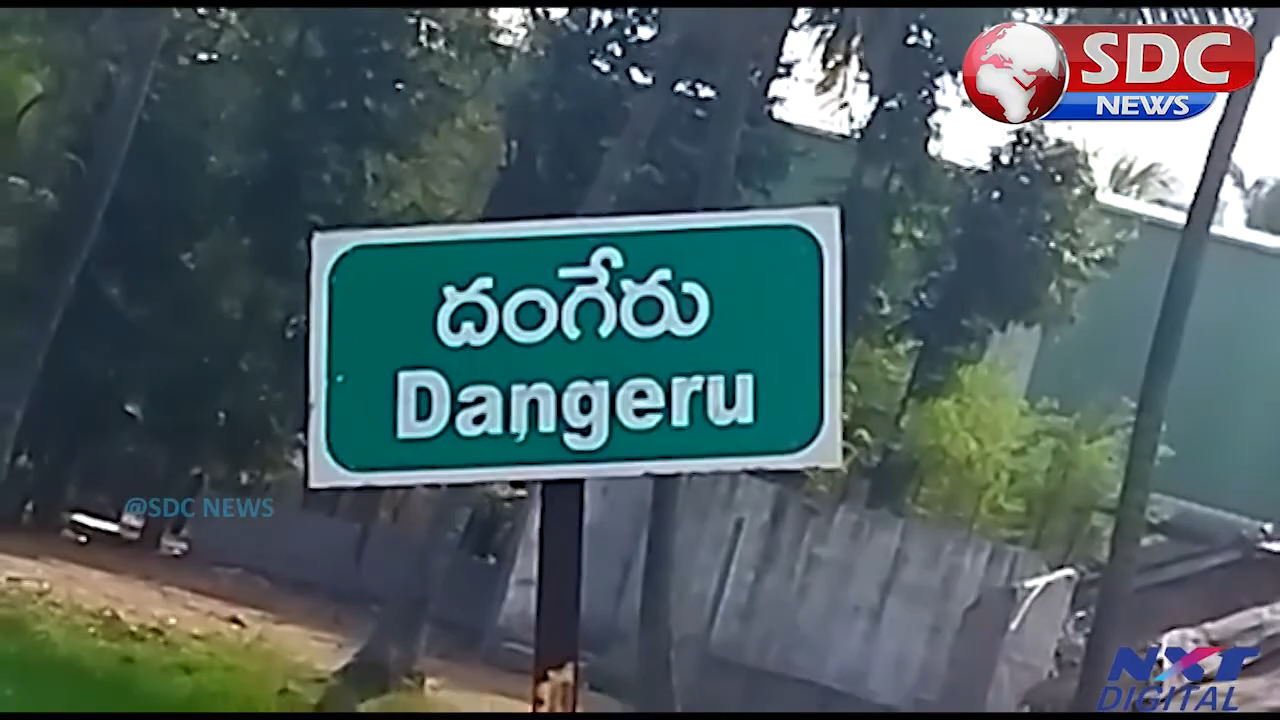 SDC
NEWS
దంగేరు
Dangeru
@SDC NEWS
NXT
DIGITAL